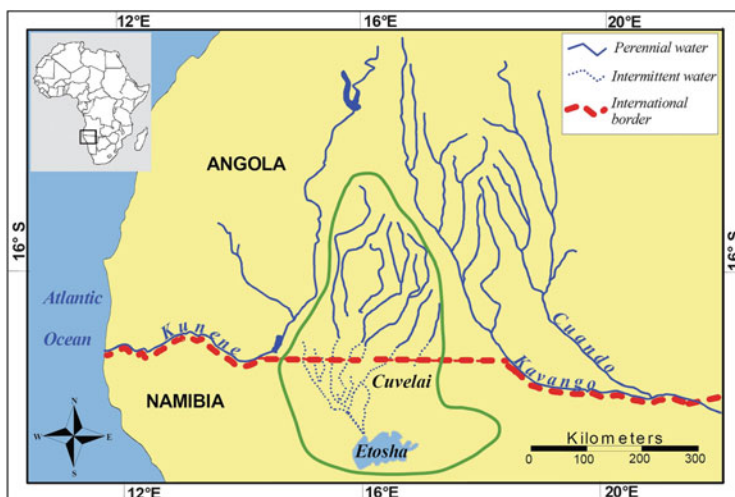 12°E
16°E
20°E
Perennial water
Intermittent water
International
border
ANGOLA
16° S
16° S
Atlantic
Ocean
Kunene
Cuando
Kavango
Cuvelai
NAMIBIA
Etosha
N
W
E
S
Kilometers
0
100
200
300
12°E
16°E
20°E